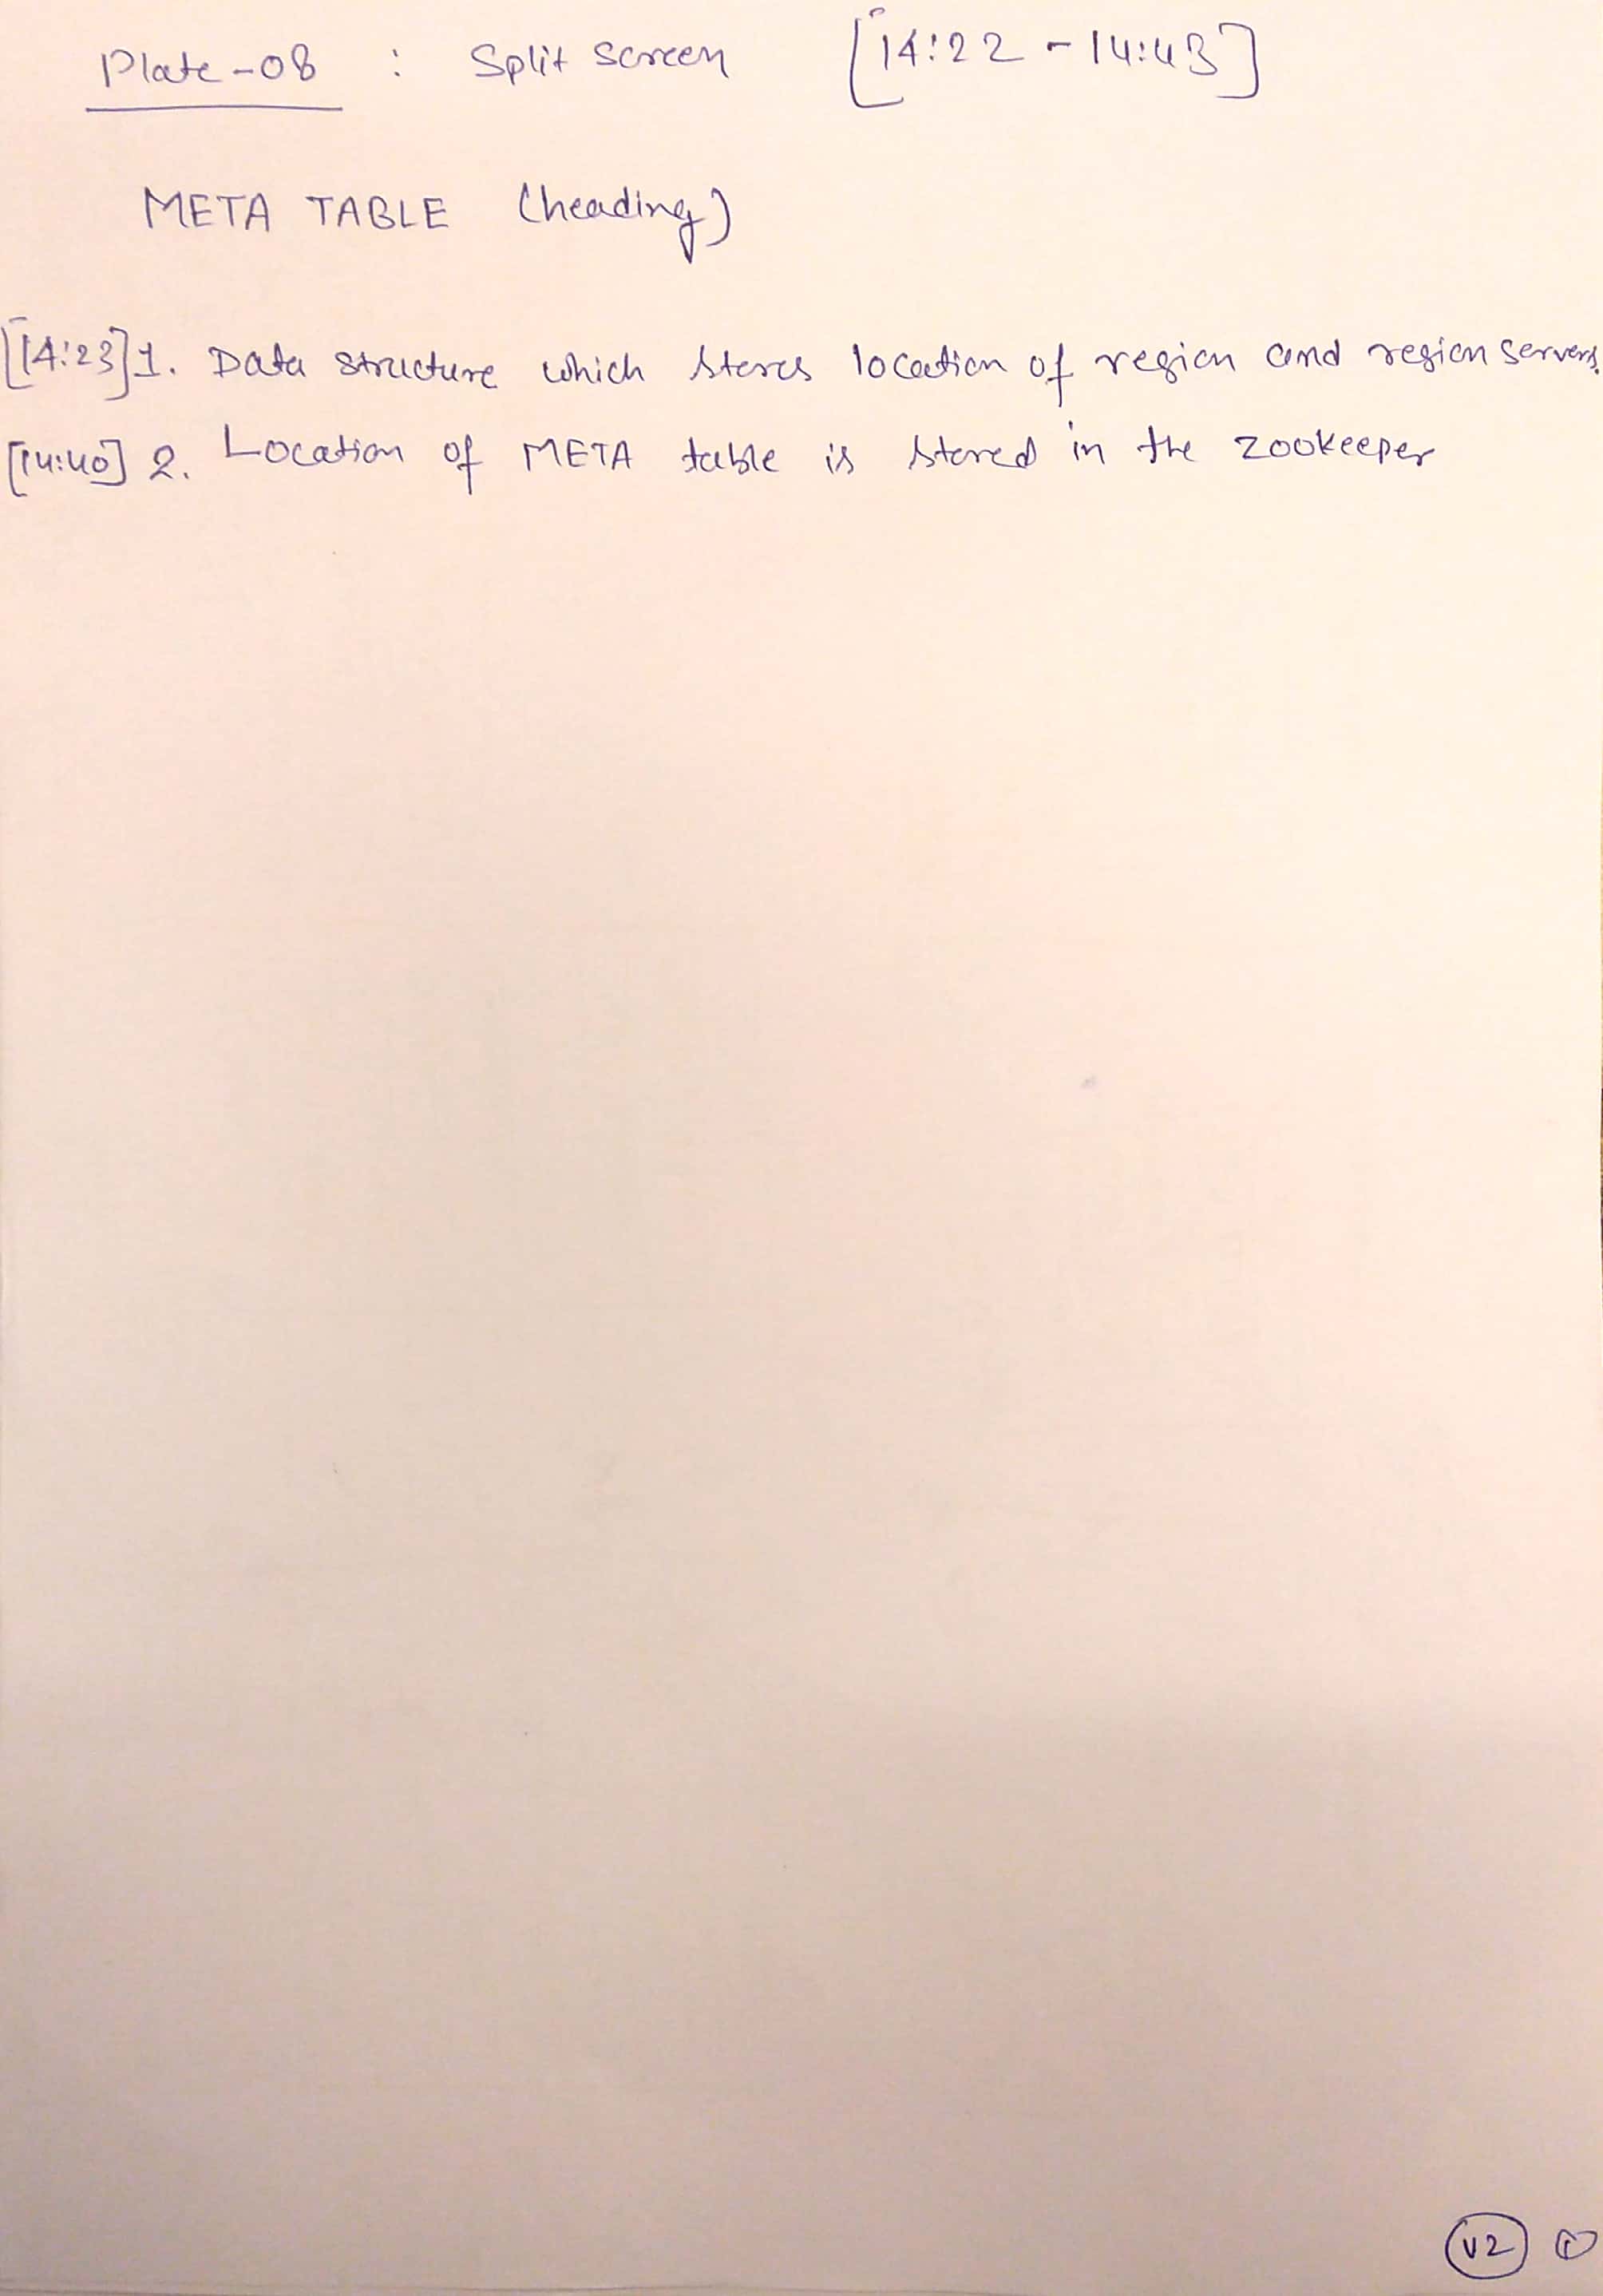 Plate-08 : Split Screen [14:22 - 14:43]
META TABLE (heading)
[14:23] 1. Data structure which stores location of region and region servers.
[14:40] 2. Location of META table is stored in the zookeeper
V2